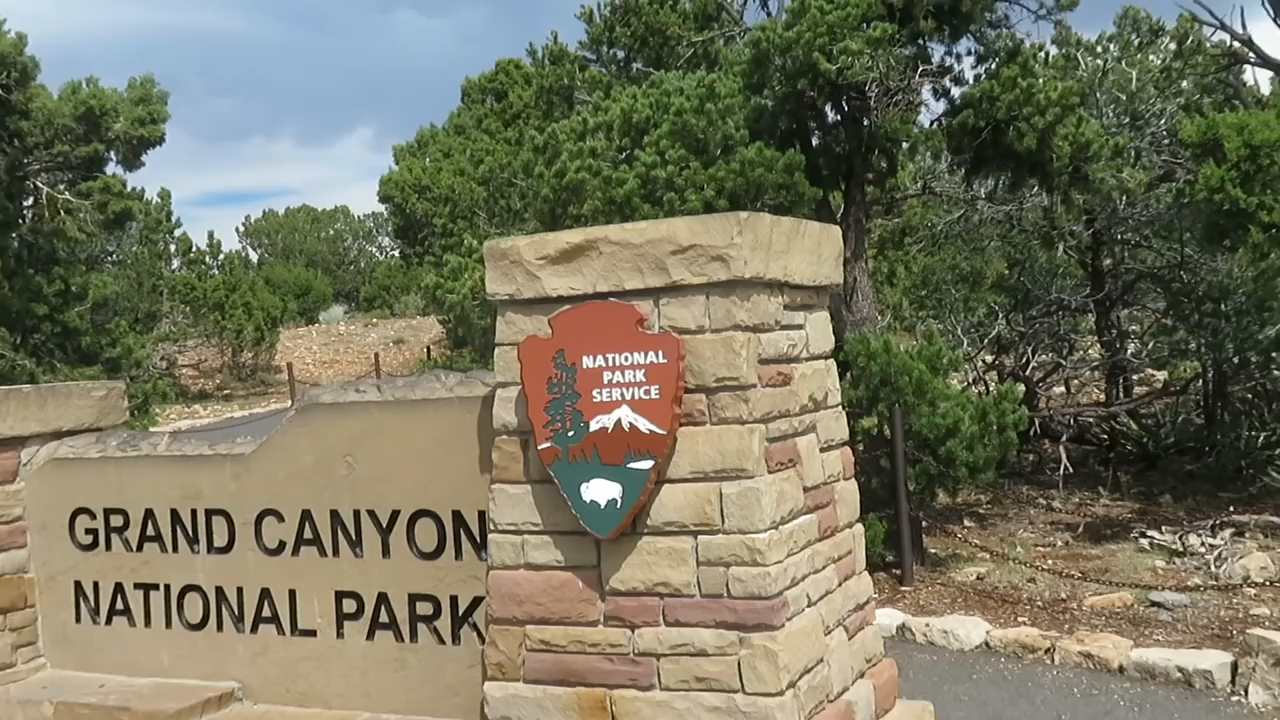 GRAND CANYON
NATIONAL PARK
NATIONAL
PARK
SERVICE